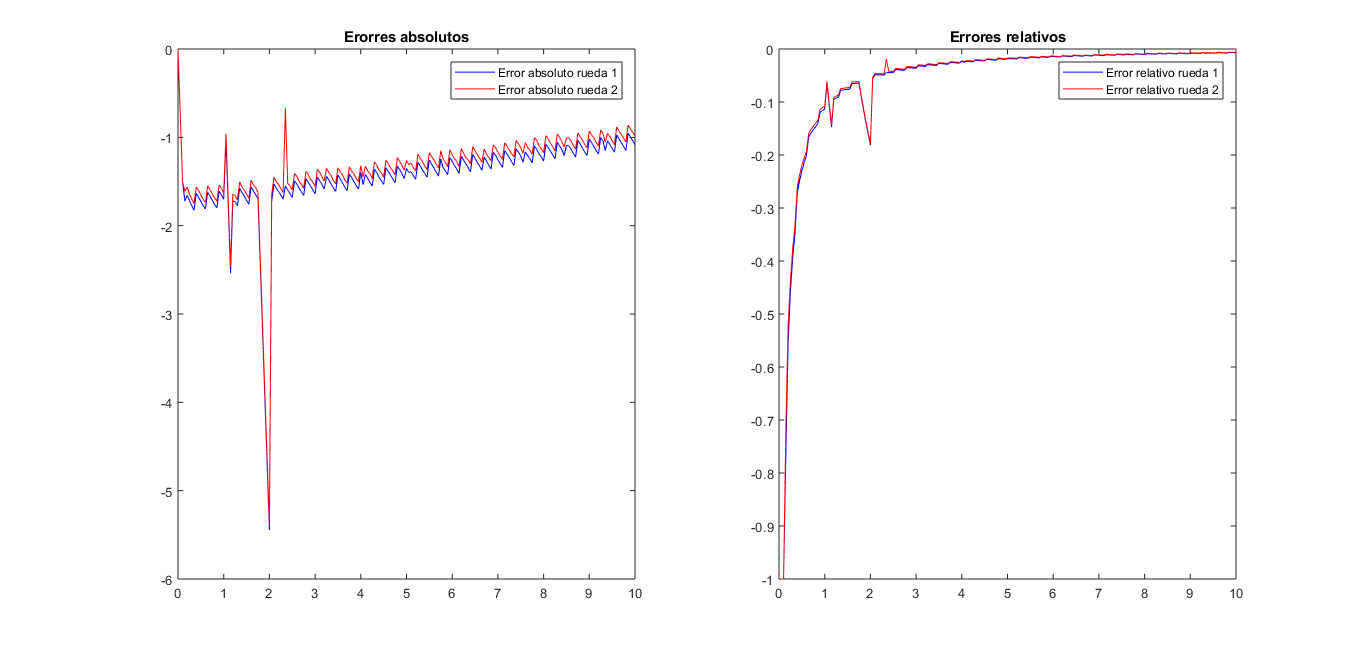 Erorres absolutos
0
-1
-2
-3
-4
-5
-6
0 1 2 3 4 5 6 7 8 9 10
Error absoluto rueda 1
Error absoluto rueda 2
Errores relativos
0
-0.1
-0.2
-0.3
-0.4
-0.5
-0.6
-0.7
-0.8
-0.9
-1
0 1 2 3 4 5 6 7 8 9 10
Error relativo rueda 1
Error relativo rueda 2